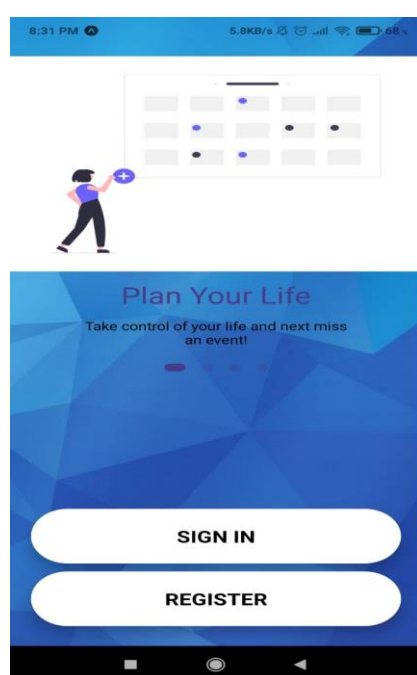 8:31 PM
5.8KB/s 68%
Plan Your Life
Take control of your life and next miss
an event!
SIGN IN
REGISTER